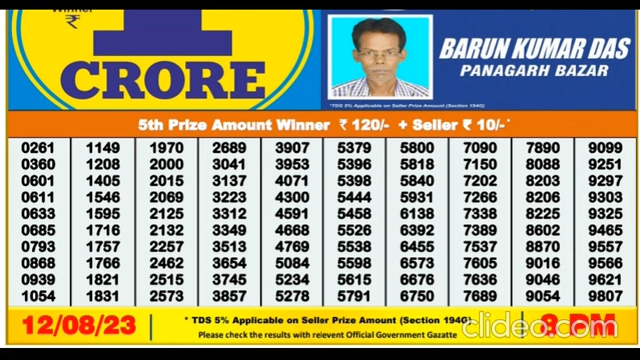 Winner
₹
1
CRORE
BARUN KUMAR DAS
PANAGARH BAZAR
*TDS 5% Applicable on Seller Prize Amount (Section 194G)
5th Prize Amount Winner ₹ 120/- + Seller ₹ 10/-*
0261 1149 1970 2689 3907 5379 5800 7090 7890 9099
0360 1208 2000 3041 3953 5396 5818 7150 8088 9251
0601 1405 2015 3137 4071 5398 5840 7202 8203 9297
0611 1546 2069 3223 4300 5444 5931 7266 8206 9303
0633 1595 2125 3312 4591 5458 6138 7338 8225 9325
0685 1716 2132 3349 4668 5526 6392 7389 8602 9465
0793 1757 2257 3513 4769 5538 6455 7537 8870 9557
0868 1766 2462 3654 5084 5598 6573 7605 9016 9566
0939 1821 2515 3745 5234 5615 6676 7636 9046 9621
1054 1831 2573 3857 5278 5791 6750 7689 9054 9807
12/08/23
* TDS 5% Applicable on Seller Prize Amount (Section 194G)
Please check the results with relevent Official Government Gazatte
8 PM
clideo.com